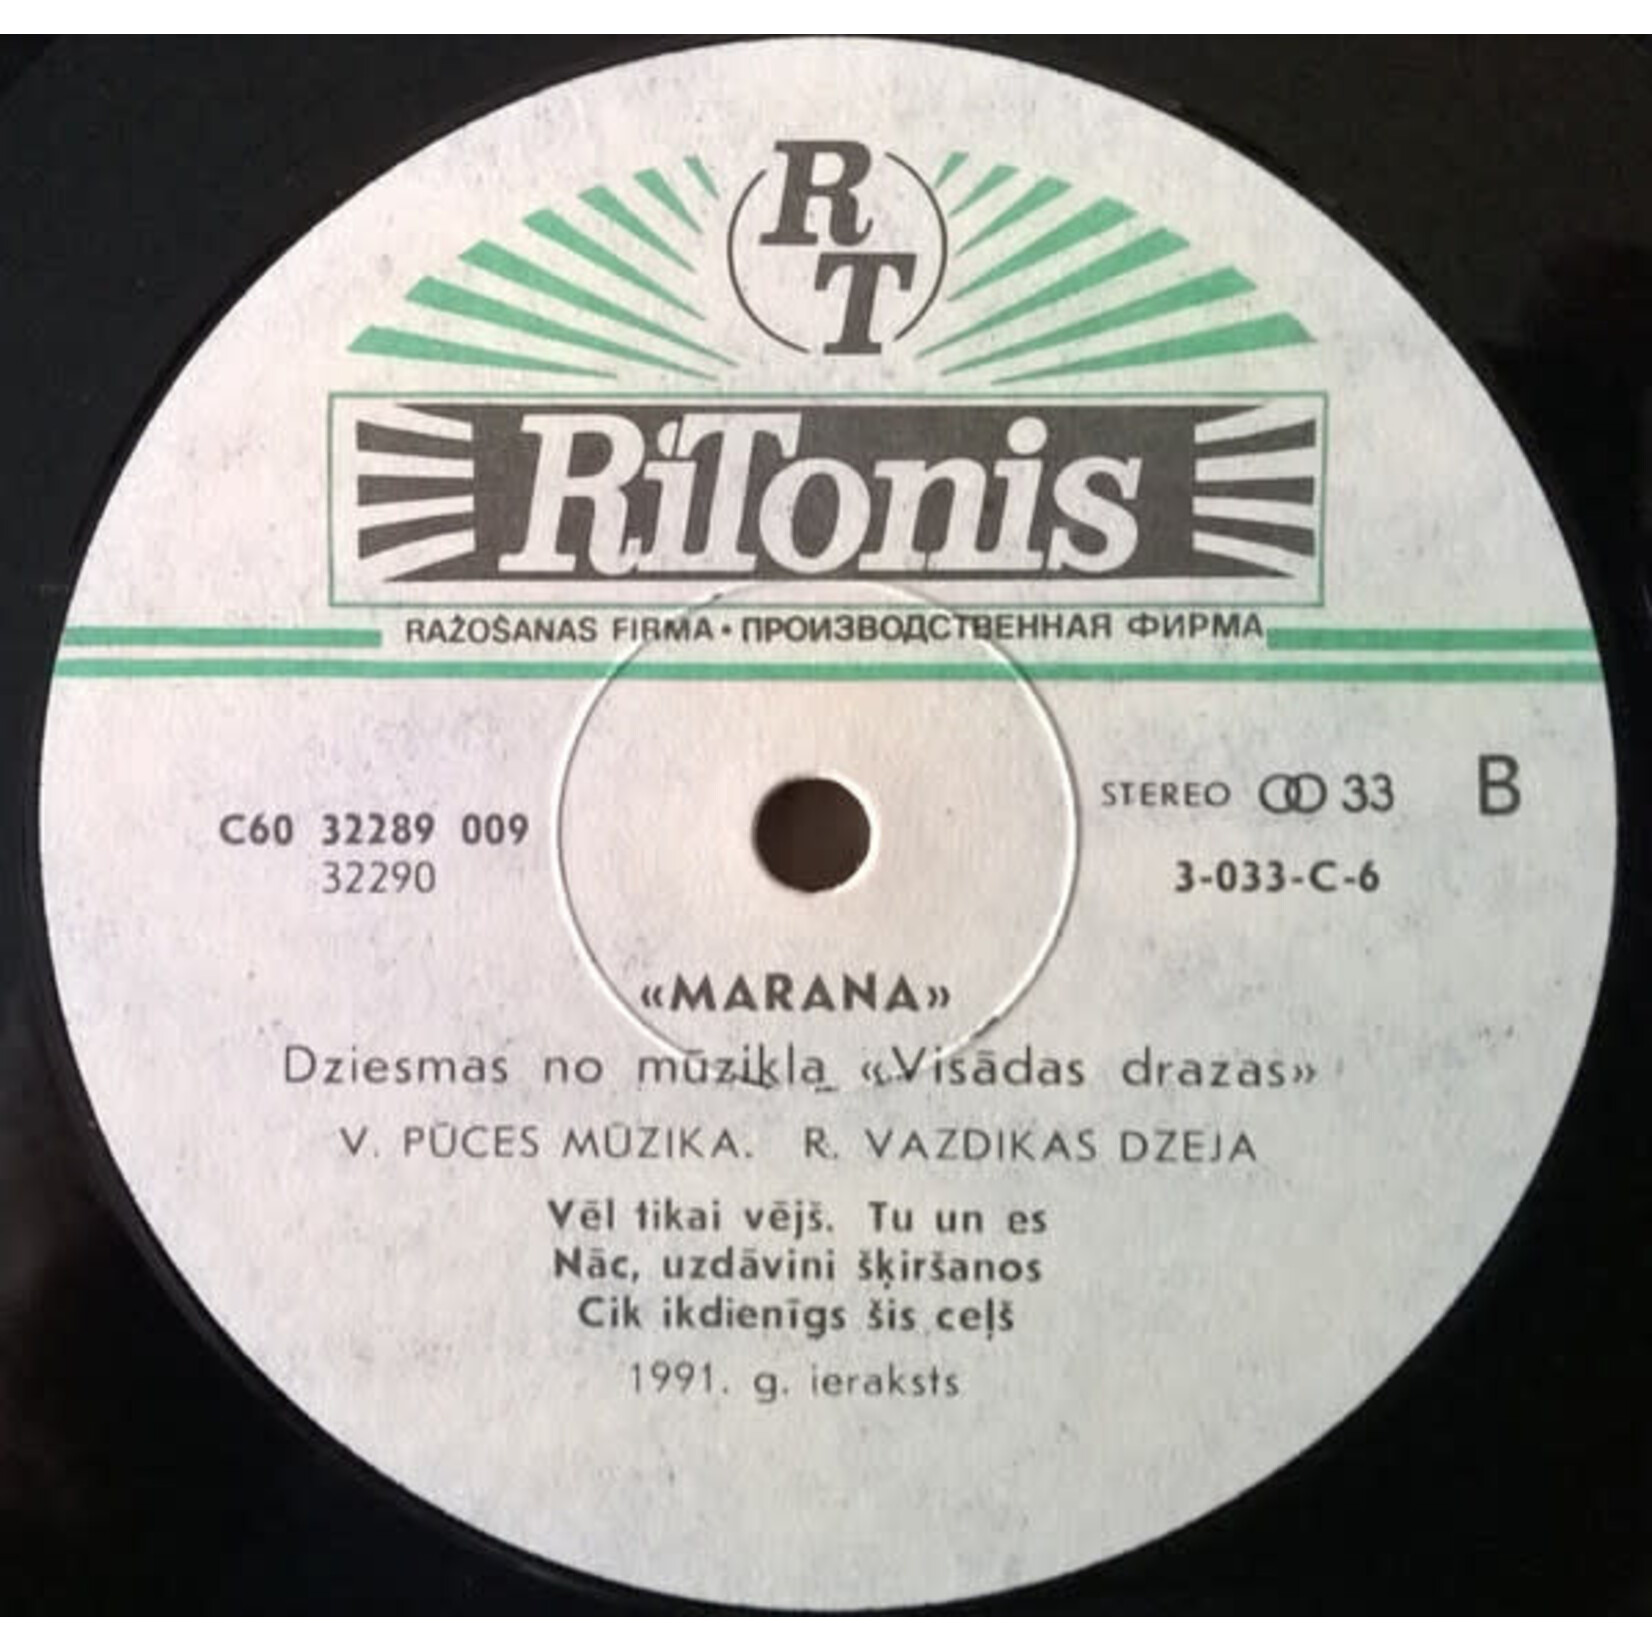 R
T
RiTonis
RAŽOŠANAS FIRMA • ПРОИЗВОДСТВЕННАЯ ФИРМА
STEREO 33 B
C60 32289 009
32290
3-033-C-6
«MARANA»
Dziesmas no mūzikla «Visādas drazas»
V. PŪCES MŪZIKA. R. VAZDIKAS DZEJA
Vēl tikai vējš. Tu un es
Nāc, uzdāvini šķiršanos
Cik ikdienīgs šis ceļš
1991. g. ieraksts